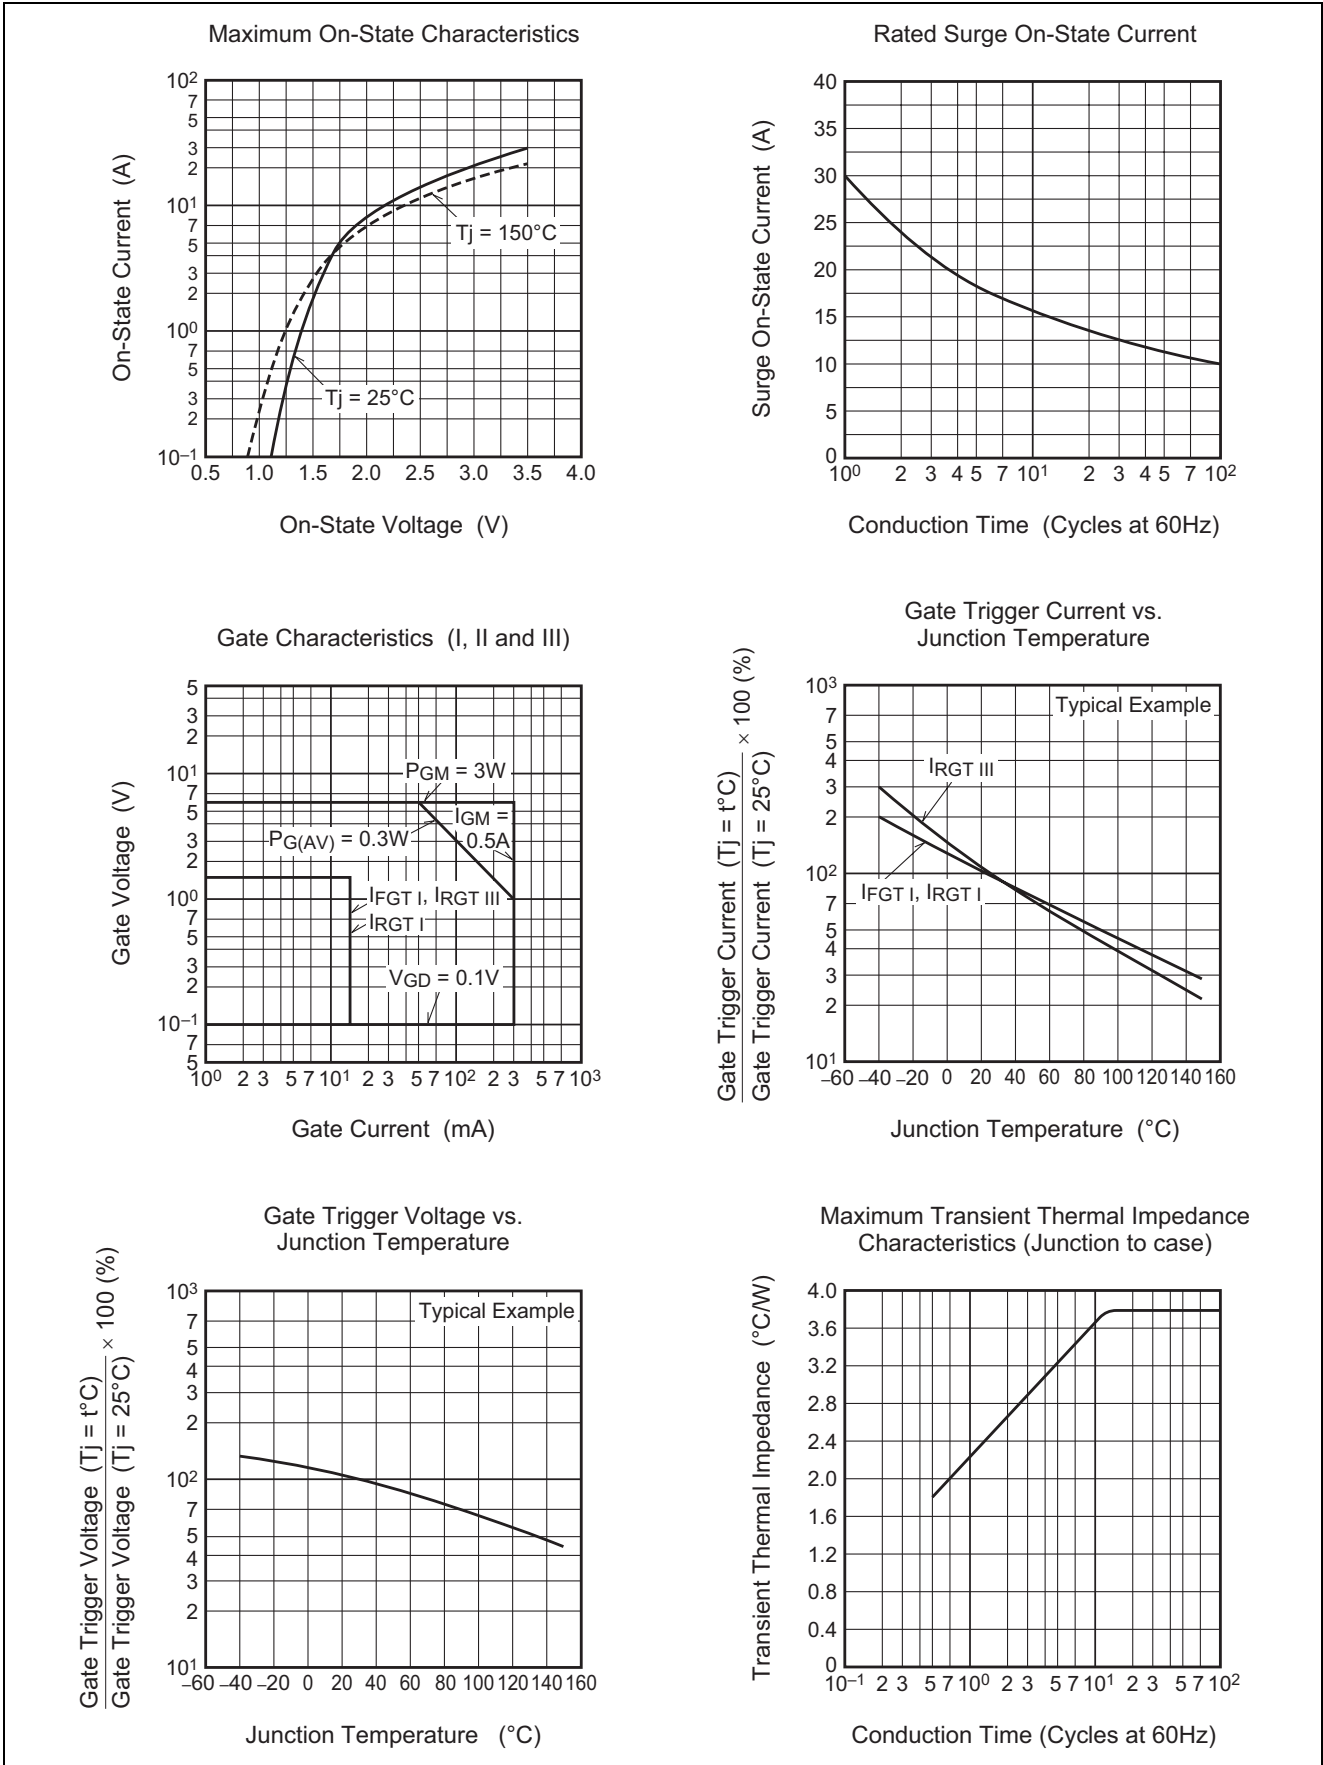 Maximum On-State Characteristics
10²
7
5
3
2
10¹
7
5
3
2
10⁰
7
5
3
2
10–1
0.5 1.0 1.5 2.0 2.5 3.0 3.5 4.0
On-State Current (A)
On-State Voltage (V)
Tj = 150°C
Tj = 25°C
Rated Surge On-State Current
40
35
30
25
20
15
10
5
0
10⁰ 2 3 4 5 7 10¹ 2 3 4 5 7 10²
Surge On-State Current (A)
Conduction Time (Cycles at 60Hz)
Gate Characteristics (I, II and III)
5
3
2
10¹
7
5
3
2
10⁰
7
5
3
2
10–1
7
5
10⁰ 2 3 5 7 10¹ 2 3 5 7 10² 2 3 5 7 10³
Gate Voltage (V)
Gate Current (mA)
PGM = 3W
PG(AV) = 0.3W
IGM =
0.5A
IFGT I, IRGT III
IRGT I
VGD = 0.1V
Gate Trigger Current vs.
Junction Temperature
10³
7
5
4
3
2
10²
7
5
4
3
2
10¹
–60 –40 –20 0 20 40 60 80 100 120 140 160
Gate Trigger Current (Tj = t°C)
Gate Trigger Current (Tj = 25°C)
× 100 (%)
Junction Temperature (°C)
Typical Example
IRGT III
IFGT I, IRGT I
Gate Trigger Voltage vs.
Junction Temperature
10³
7
5
4
3
2
10²
7
5
4
3
2
10¹
–60 –40 –20 0 20 40 60 80 100 120 140 160
Gate Trigger Voltage (Tj = t°C)
Gate Trigger Voltage (Tj = 25°C)
× 100 (%)
Junction Temperature (°C)
Typical Example
Maximum Transient Thermal Impedance
Characteristics (Junction to case)
4.0
3.6
3.2
2.8
2.4
2.0
1.6
1.2
0.8
0.4
0
10–1 2 3 5 7 10⁰ 2 3 5 7 10¹ 2 3 5 7 10²
Transient Thermal Impedance (°C/W)
Conduction Time (Cycles at 60Hz)